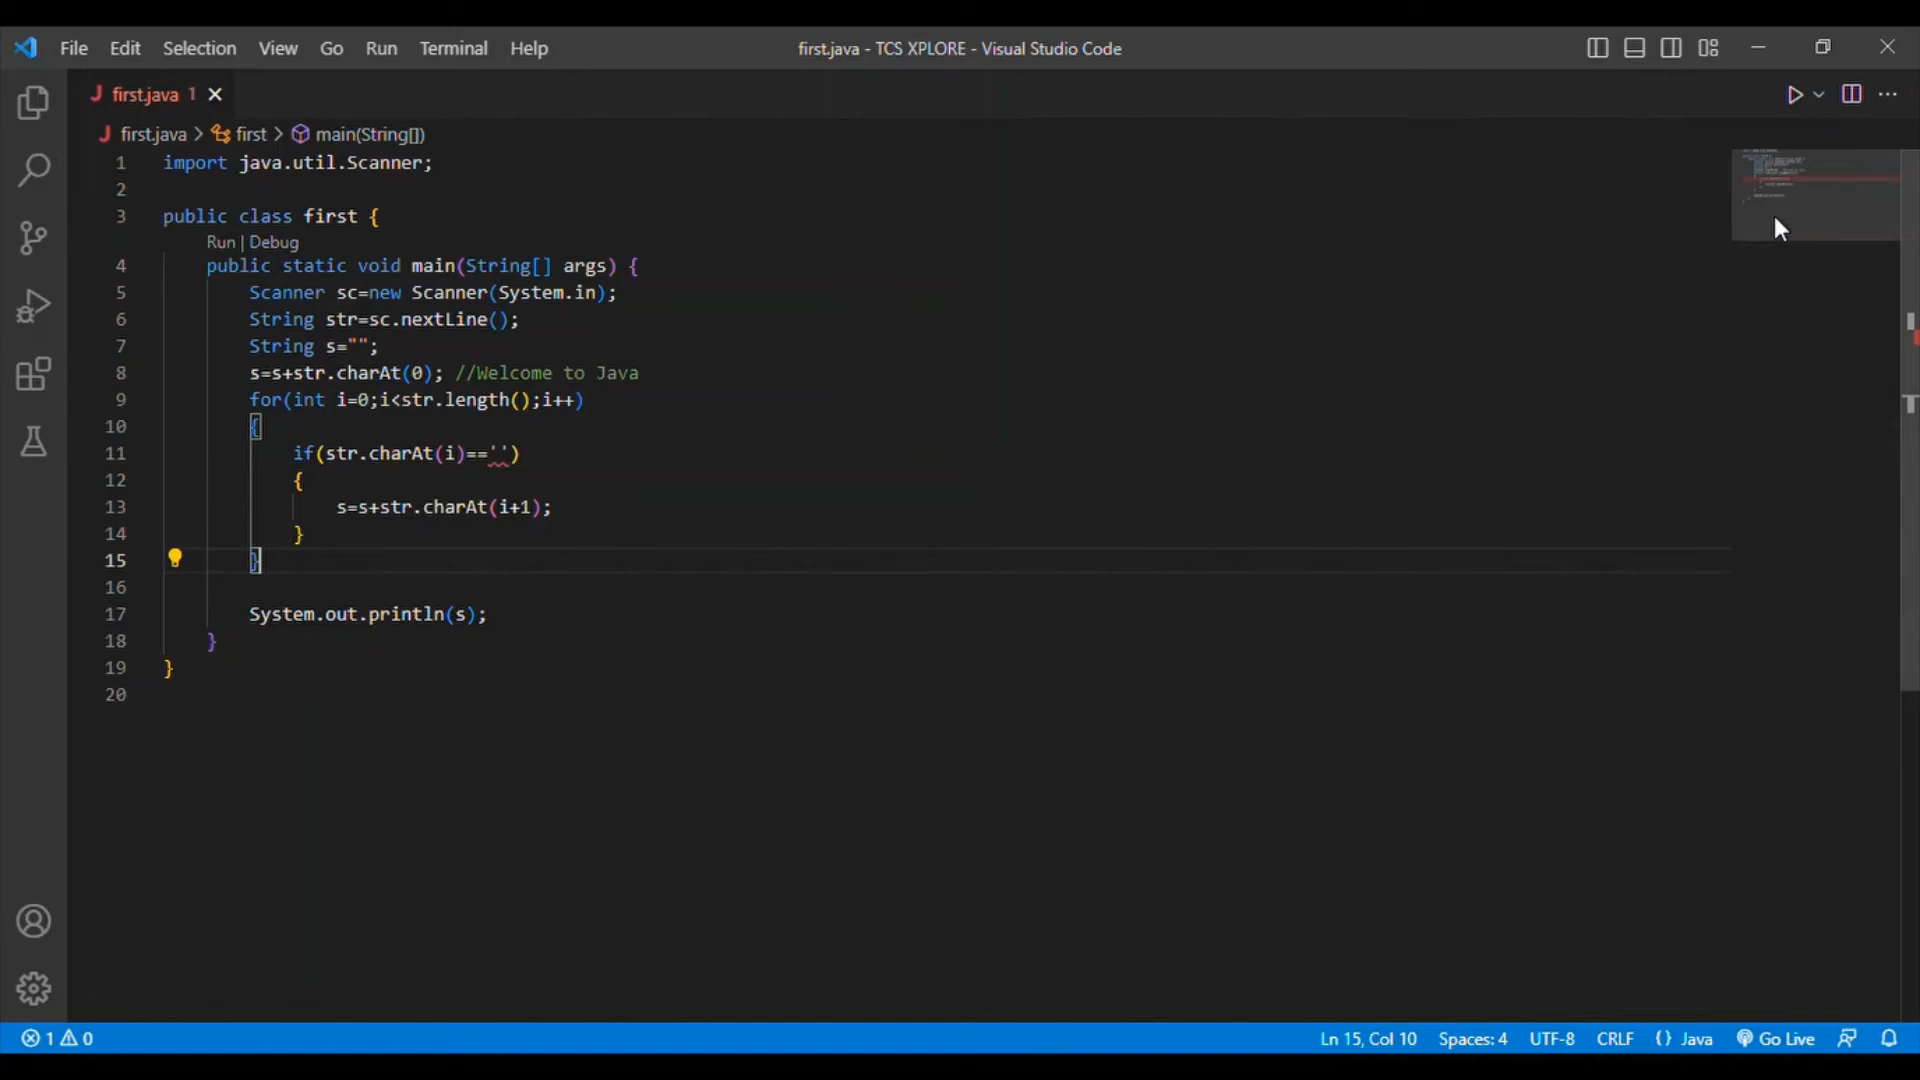 File Edit Selection View Go Run Terminal Help first.java - TCS XPLORE - Visual Studio Code
J first.java 1
J first.java > first > main(String[])
1 import java.util.Scanner;
2
3 public class first {
Run | Debug
4 public static void main(String[] args) {
5 Scanner sc=new Scanner(System.in);
6 String str=sc.nextLine();
7 String s="";
8 s=s+str.charAt(0); //Welcome to Java
9 for(int i=0;i<str.length();i++)
10 {
11 if(str.charAt(i)=='')
12 {
13 s=s+str.charAt(i+1);
14 }
15 }
16
17 System.out.println(s);
18 }
19 }
20
1 0 Ln 15, Col 10 Spaces: 4 UTF-8 CRLF {} Java Go Live